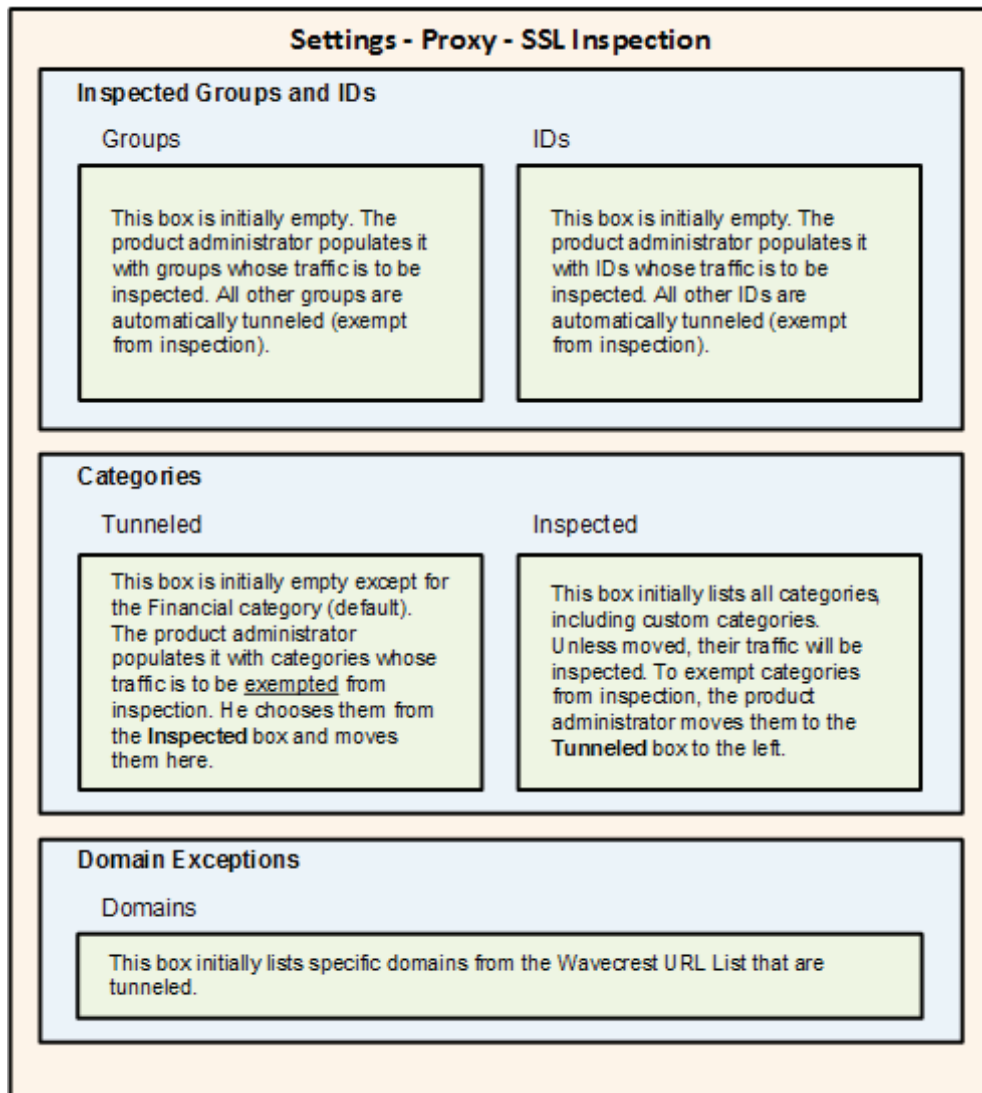 Settings - Proxy - SSL Inspection
Inspected Groups and IDs
Groups
IDs
This box is initially empty. The
product administrator populates it
with groups whose traffic is to be
inspected. All other groups are
automatically tunneled (exempt
from inspection).
This box is initially empty. The
product administrator populates it
with IDs whose traffic is to be
inspected. All other IDs are
automatically tunneled (exempt
from inspection).
Categories
Tunneled
Inspected
This box is initially empty except for
the Financial category (default).
The product administrator
populates it with categories whose
traffic is to be exempted from
inspection. He chooses them from
the Inspected box and moves
them here.
This box initially lists all categories,
including custom categories.
Unless moved, their traffic will be
inspected. To exempt categories
from inspection, the product
administrator moves them to the
Tunneled box to the left.
Domain Exceptions
Domains
This box initially lists specific domains from the Wavecrest URL List that are
tunneled.